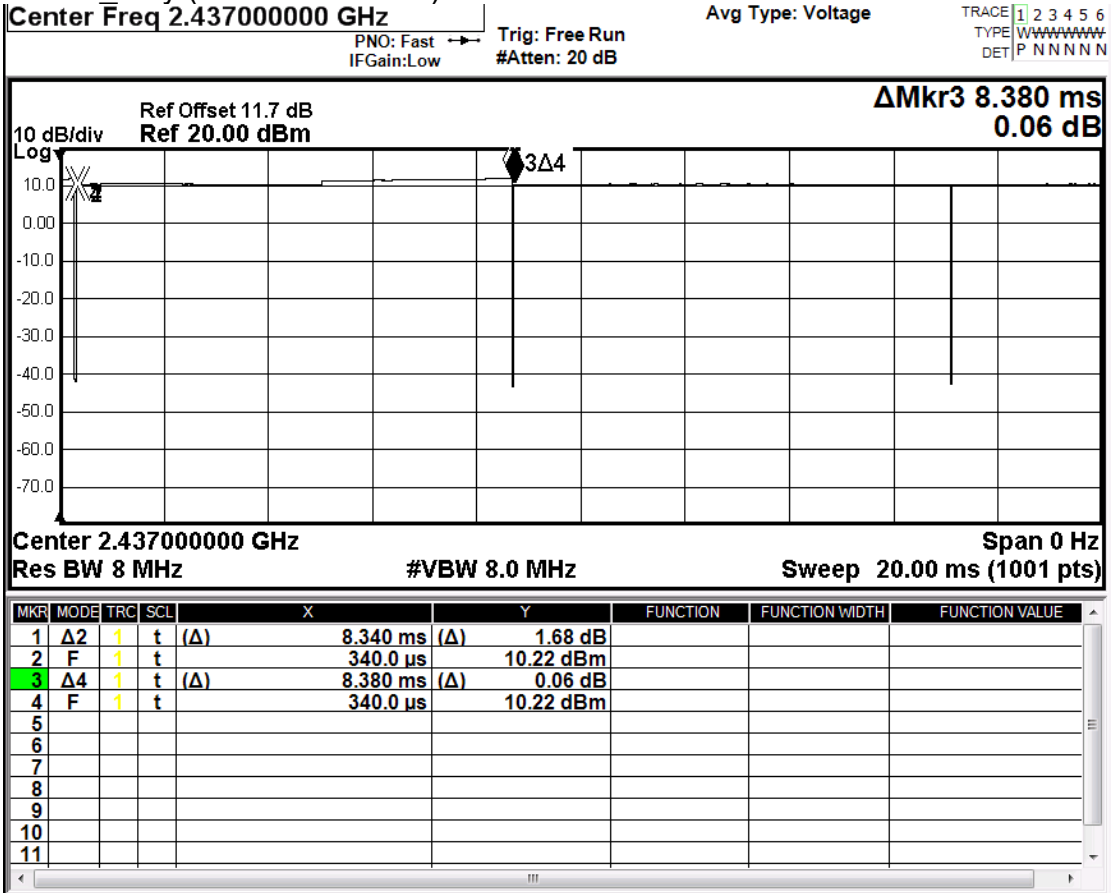 Center Freq 2.437000000 GHz
Avg Type: Voltage
TRACE 1 2 3 4 5 6
PNO: Fast
Trig: Free Run
TYPE WWWWWW
IFGain:Low
#Atten: 20 dB
DET P N N N N N
ΔMkr3 8.380 ms
Ref Offset 11.7 dB
0.06 dB
10 dB/div
Ref 20.00 dBm
Log
3Δ4
10.0
0.00
-10.0
-20.0
-30.0
-40.0
-50.0
-60.0
-70.0
Center 2.437000000 GHz
Span 0 Hz
Res BW 8 MHz
#VBW 8.0 MHz
Sweep 20.00 ms (1001 pts)
MKR MODE TRC SCL X Y FUNCTION FUNCTION WIDTH FUNCTION VALUE
1 Δ2 1 t (Δ) 8.340 ms (Δ) 1.68 dB
2 F 1 t 340.0 µs 10.22 dBm
3 Δ4 1 t (Δ) 8.380 ms (Δ) 0.06 dB
4 F 1 t 340.0 µs 10.22 dBm
5
6
7
8
9
10
11